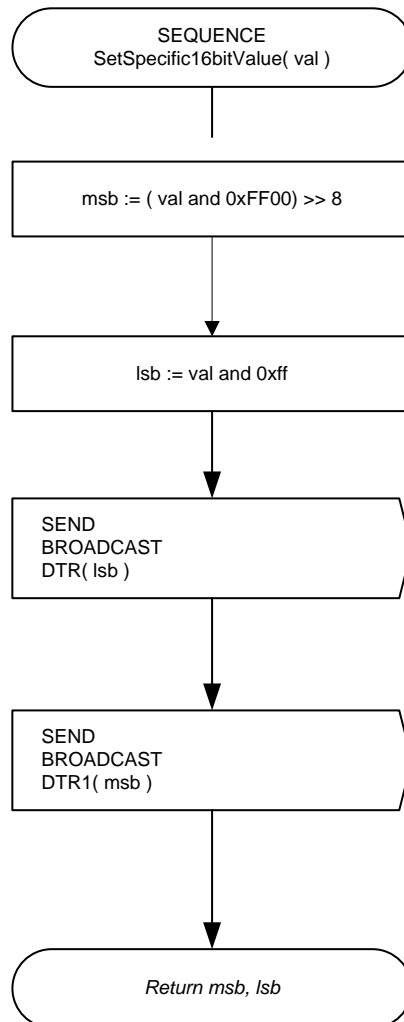 SEQUENCE
SetSpecific16bitValue( val )
msb := ( val and 0xFF00) >> 8
lsb := val and 0xff
SEND
BROADCAST
DTR( lsb )
SEND
BROADCAST
DTR1( msb )
Return msb, lsb